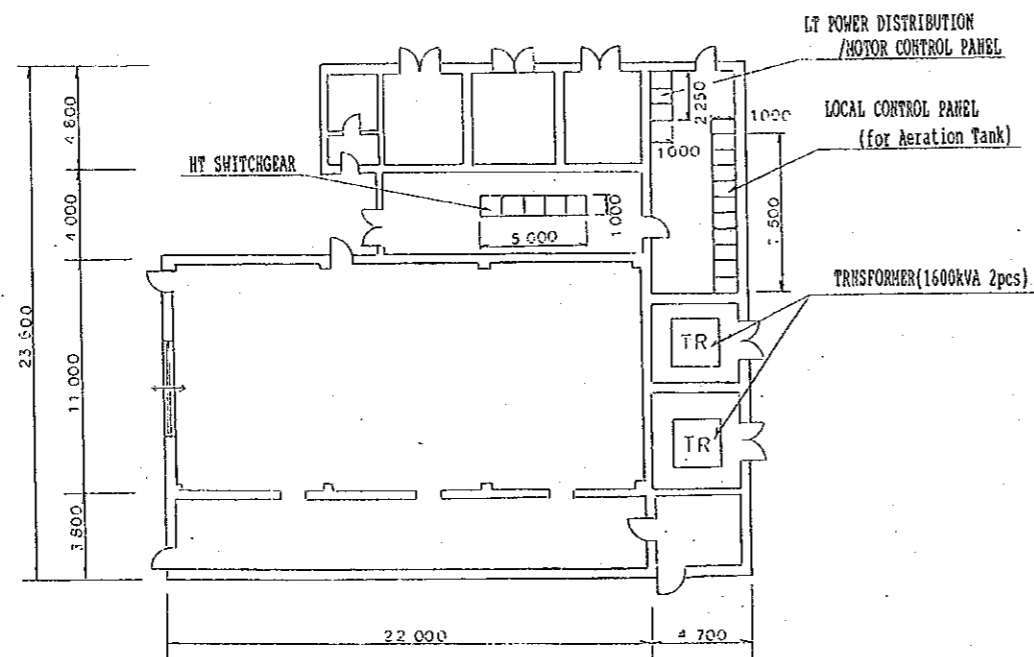 LT POWER DISTRIBUTION
/MOTOR CONTROL PANEL
LOCAL CONTROL PANEL
(for Aeration Tank)
HT SWITCHGEAR
TRNSFORMER(1600kVA 2pcs)
TR
TR
4 800
4 000
11 000
3 800
23 600
2250
1000
1000
1000
5 000
7 500
22 000
4 700